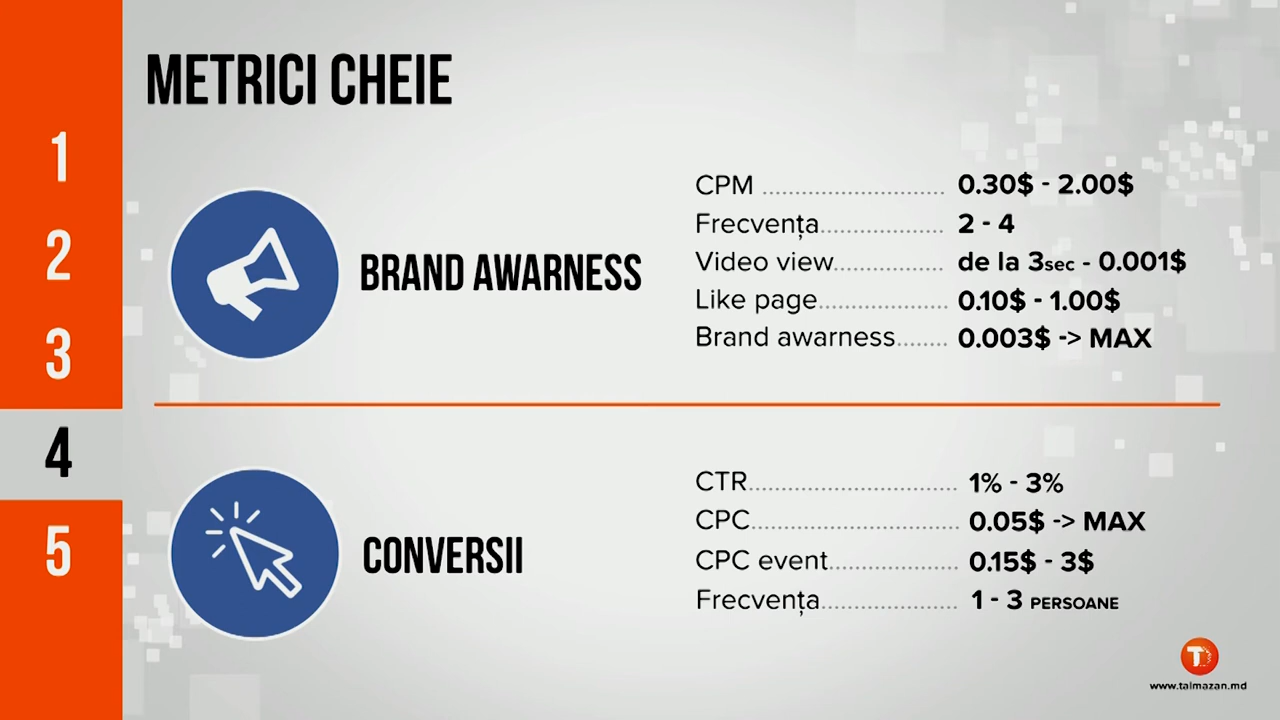 METRICI CHEIE
1
2
3
4
5
BRAND AWARNESS
CPM ........................... 0.30$ - 2.00$
Frecvența.................. 2 - 4
Video view................ de la 3sec - 0.001$
Like page................... 0.10$ - 1.00$
Brand awarness........ 0.003$ -> MAX
CONVERSII
CTR............................... 1% - 3%
CPC............................... 0.05$ -> MAX
CPC event................... 0.15$ - 3$
Frecvența.................... 1 - 3 PERSOANE
T
www.talmazan.md